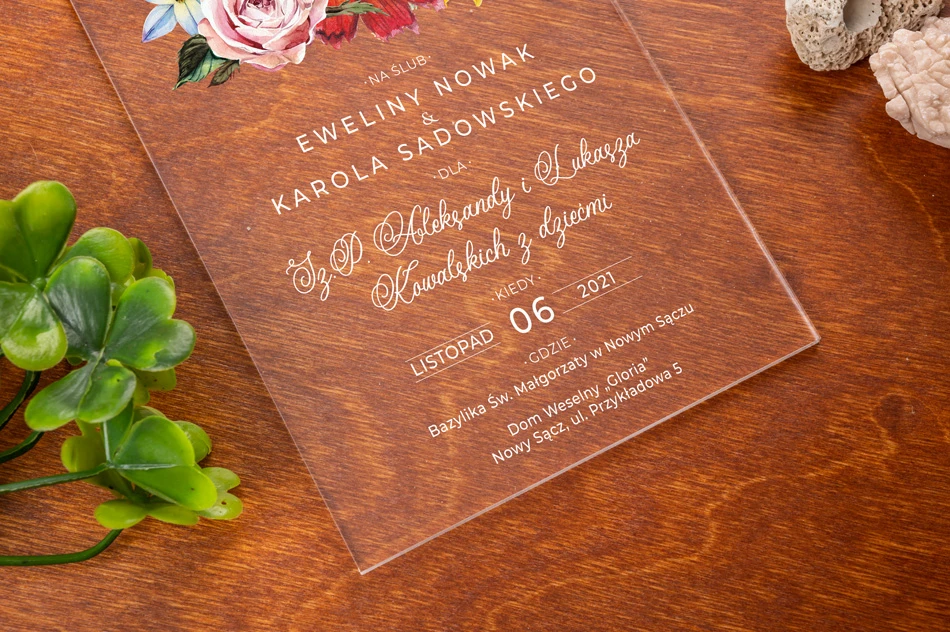 ·NA ŚLUB·
EWELINY NOWAK
&
KAROLA SADOWSKIEGO
·DLA·
Sz.P. Aleksandy i Łukasza
Kowalskich z dziećmi
·KIEDY·
LISTOPAD 06 2021
·GDZIE·
Bazylika Św. Małgorzaty w Nowym Sączu
Dom Weselny „Gloria"
Nowy Sącz, ul. Przykładowa 5